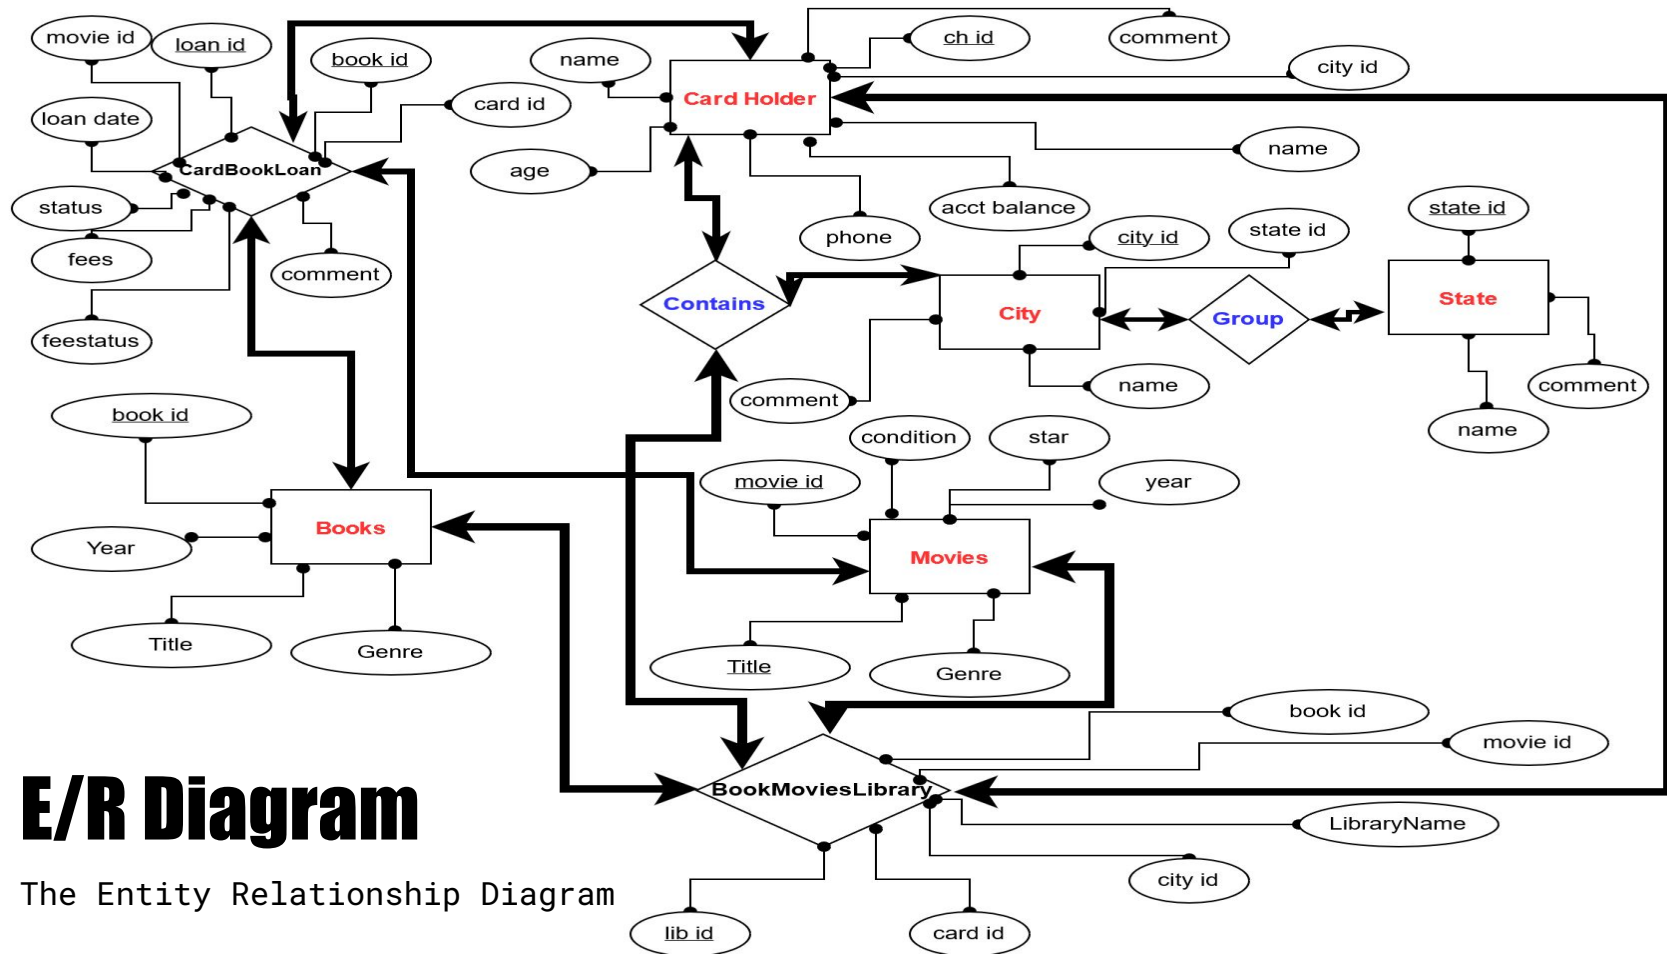 movie id
loan id
book id
name
ch id
comment
city id
Card Holder
card id
loan date
CardBookLoan
age
name
status
acct balance
state id
phone
city id
state id
fees
comment
Contains
City
Group
State
feestatus
comment
name
comment
book id
condition
star
name
movie id
year
Books
Year
Movies
Title
Genre
Title
Genre
book id
movie id
BookMoviesLibrary
LibraryName
E/R Diagram
city id
The Entity Relationship Diagram
lib id
card id